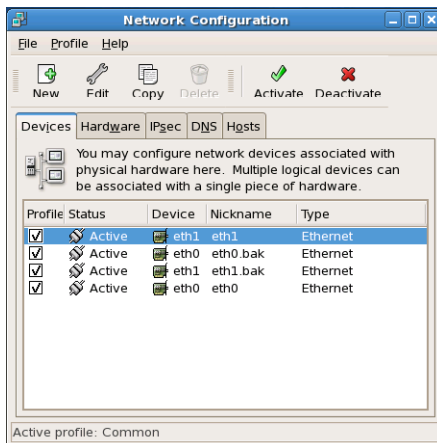 Network Configuration
File Profile Help
New Edit Copy Delete Activate Deactivate
Devices Hardware IPsec DNS Hosts
You may configure network devices associated with
physical hardware here. Multiple logical devices can
be associated with a single piece of hardware.
Profile Status Device Nickname Type
Active eth1 eth1 Ethernet
Active eth0 eth0.bak Ethernet
Active eth1 eth1.bak Ethernet
Active eth0 eth0 Ethernet
Active profile: Common